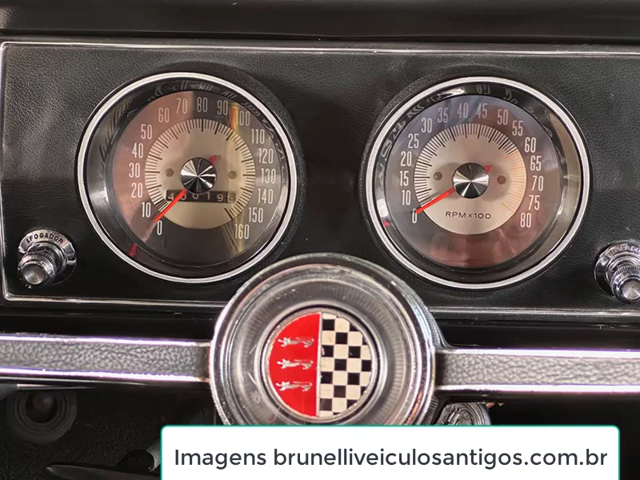 0 10 20 30 40 50 60 70 80 90 100 110 120 130 140 150 160
0 10 15 20 25 30 35 40 45 50 55 60 70 75 80
RPM x 100
AFOGADOR
Imagens brunelliveiculosantigos.com.br